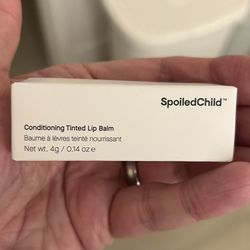 SpoiledChild™
Conditioning Tinted Lip Balm
Baume à lèvres teinté nourrissant
Net wt. 4g / 0.14 oz e